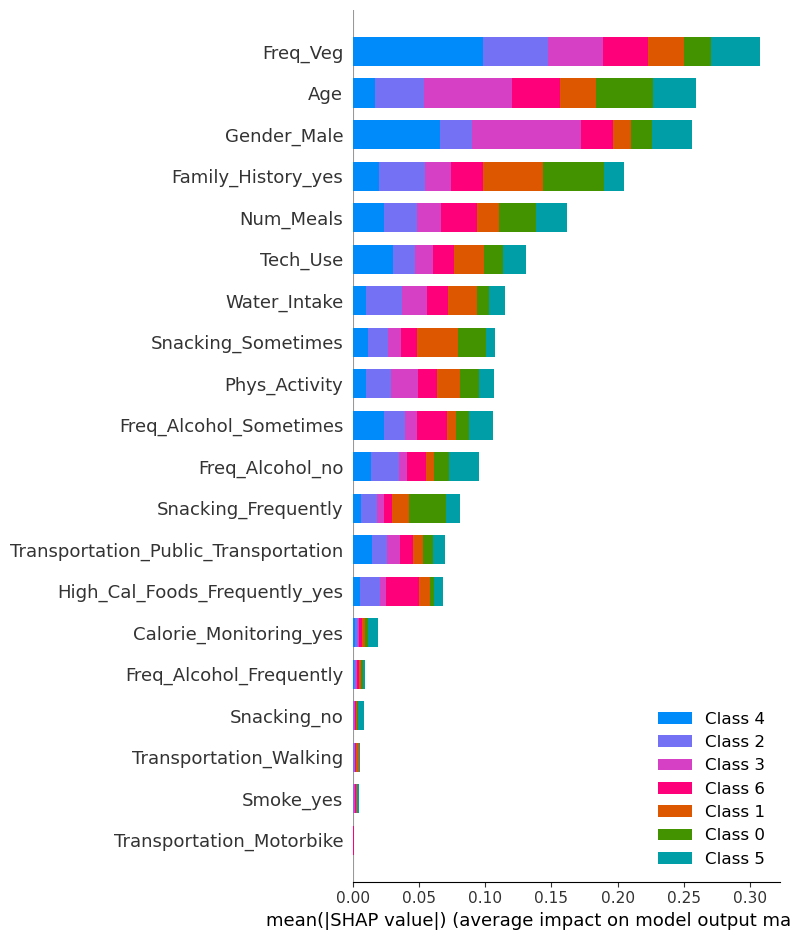 Freq_Veg
Age
Gender_Male
Family_History_yes
Num_Meals
Tech_Use
Water_Intake
Snacking_Sometimes
Phys_Activity
Freq_Alcohol_Sometimes
Freq_Alcohol_no
Snacking_Frequently
Transportation_Public_Transportation
High_Cal_Foods_Frequently_yes
Calorie_Monitoring_yes
Freq_Alcohol_Frequently
Snacking_no
Transportation_Walking
Smoke_yes
Transportation_Motorbike
Class 4
Class 2
Class 3
Class 6
Class 1
Class 0
Class 5
0.00 0.05 0.10 0.15 0.20 0.25 0.30
mean(|SHAP value|) (average impact on model output ma